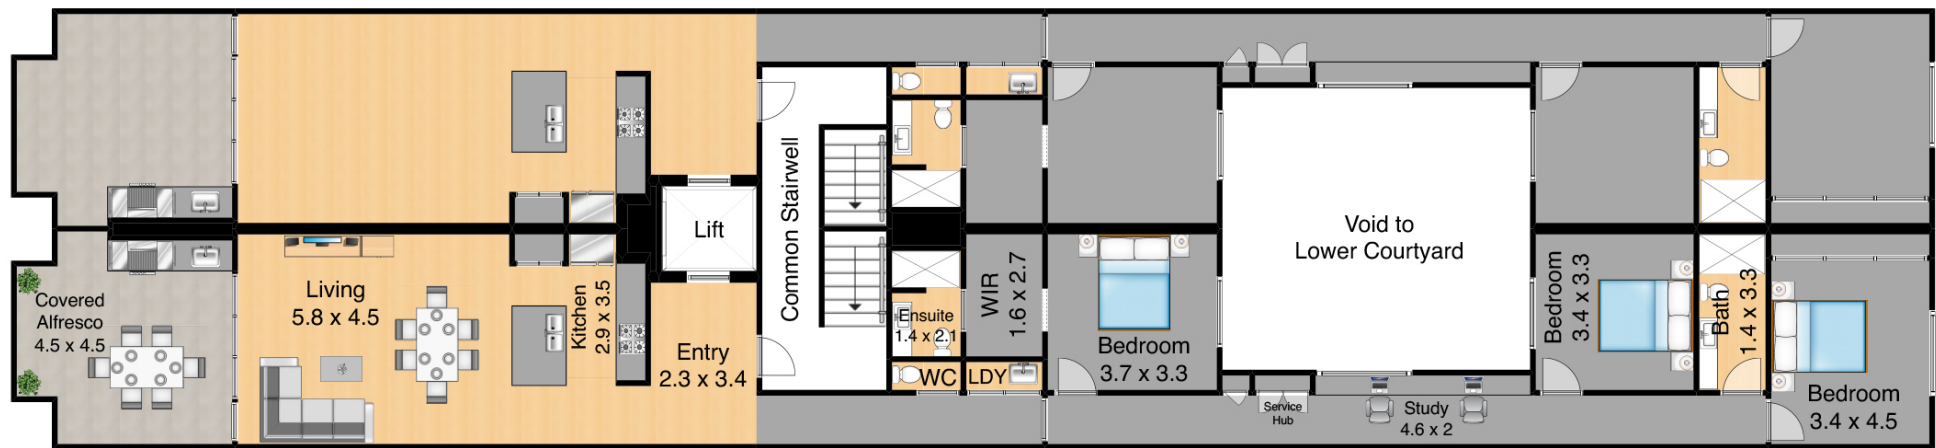 Covered
Alfresco
4.5 x 4.5
Living
5.8 x 4.5
Kitchen
2.9 x 3.5
Lift
Entry
2.3 x 3.4
Common Stairwell
Ensuite
1.4 x 2.1
WC
WIR
1.6 x 2.7
LDY
Bedroom
3.7 x 3.3
Void to
Lower Courtyard
Service
Hub
Study
4.6 x 2
Bedroom
3.4 x 3.3
Bath
1.4 x 3.3
Bedroom
3.4 x 4.5